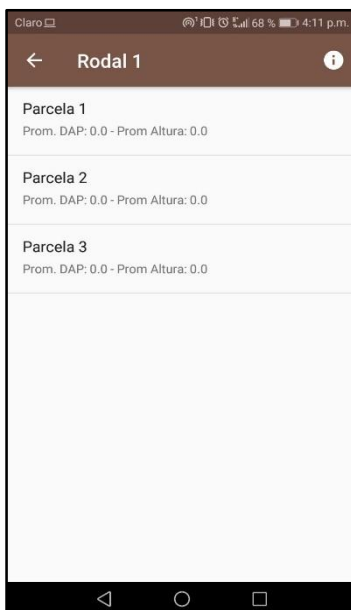 Claro 68 % 4:11 p.m.
Rodal 1
Parcela 1
Prom. DAP: 0.0 - Prom Altura: 0.0
Parcela 2
Prom. DAP: 0.0 - Prom Altura: 0.0
Parcela 3
Prom. DAP: 0.0 - Prom Altura: 0.0